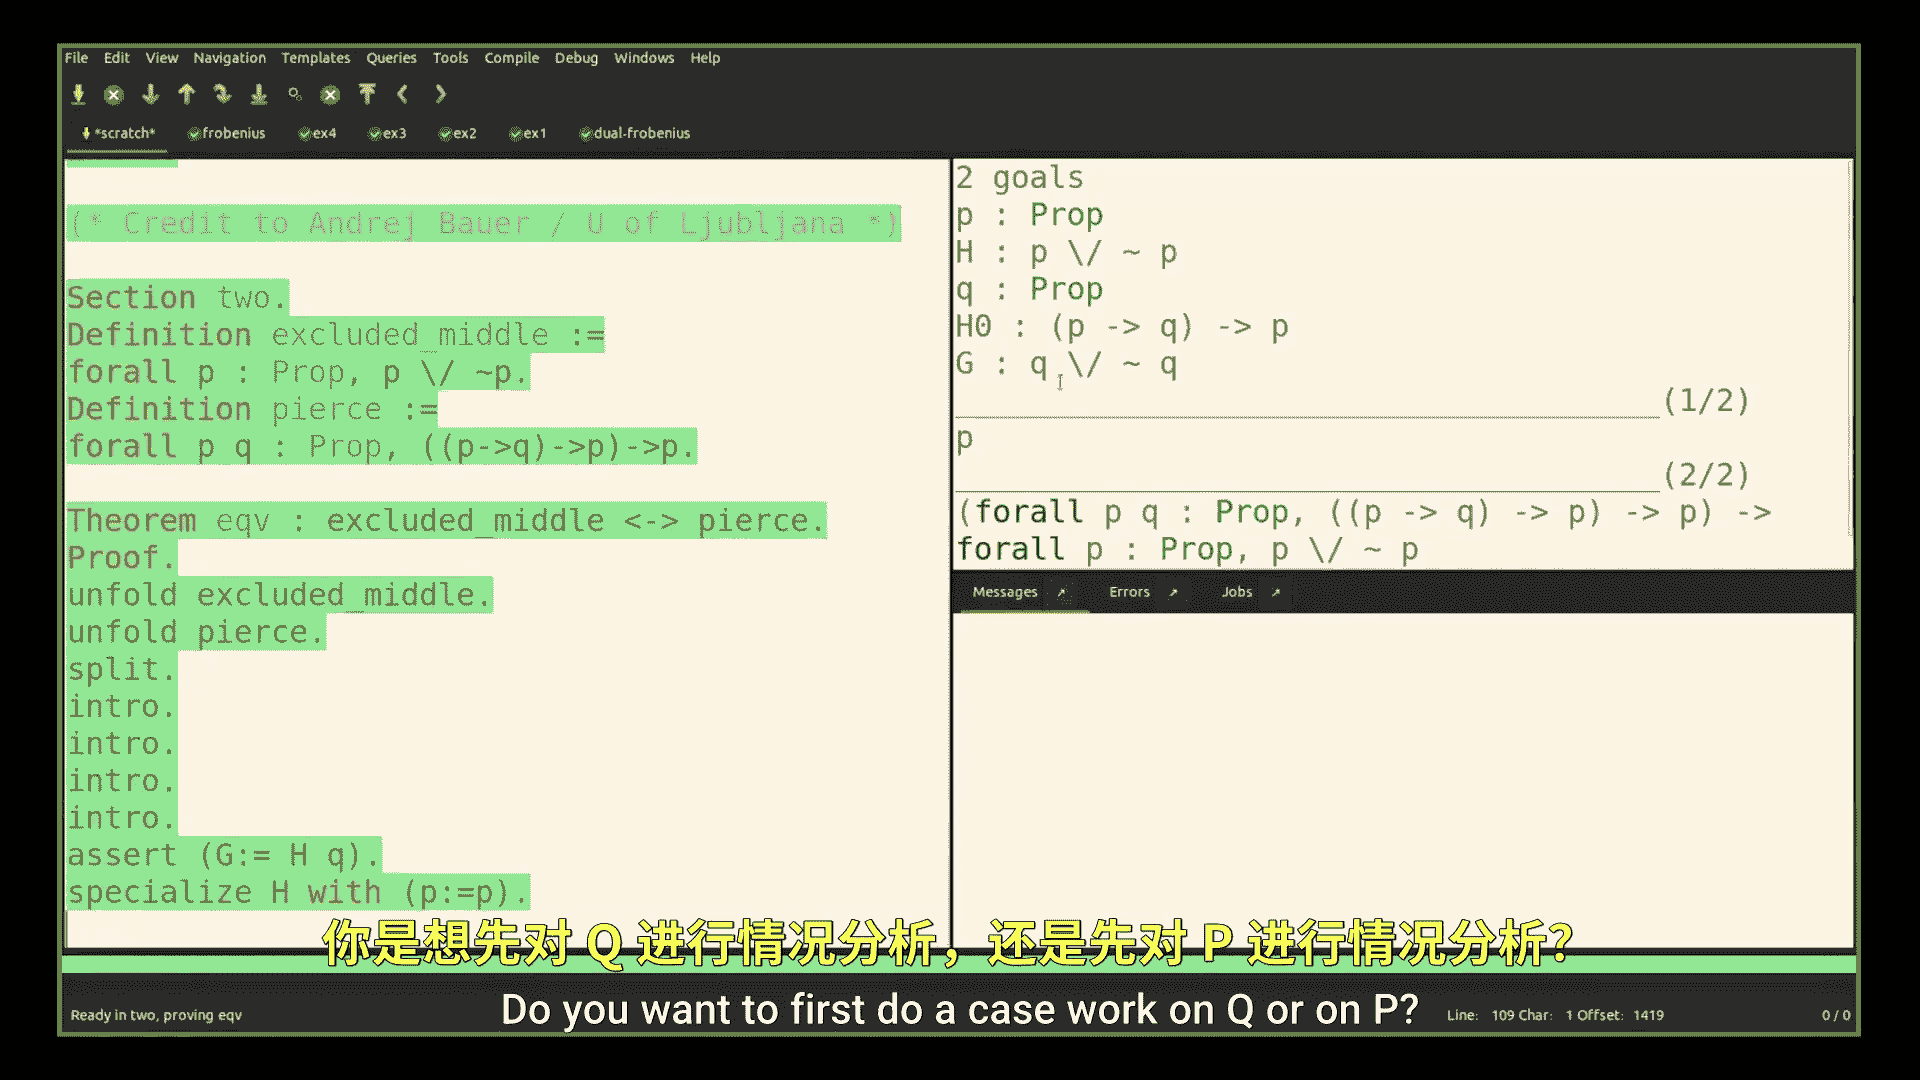 File Edit View Navigation Templates Queries Tools Compile Debug Windows Help
*scratch* frobenius ex4 ex3 ex2 ex1 dual-frobenius
(* Credit to Andrej Bauer / U of Ljubljana *)
Section two.
Definition excluded_middle :=
forall p : Prop, p \/ ~p.
Definition pierce :=
forall p q : Prop, ((p->q)->p)->p.
Theorem eqv : excluded_middle <-> pierce.
Proof.
unfold excluded_middle.
unfold pierce.
split.
intro.
intro.
intro.
intro.
assert (G:= H q).
specialize H with (p:=p).
2 goals
p : Prop
H : p \/ ~ p
q : Prop
H0 : (p -> q) -> p
G : q \/ ~ q
(1/2)
p
(2/2)
(forall p q : Prop, ((p -> q) -> p) -> p) ->
forall p : Prop, p \/ ~ p
Messages Errors Jobs
你是想先对 Q 进行情况分析，还是先对 P 进行情况分析?
Do you want to first do a case work on Q or on P?
Ready in two, proving eqv
Line: 109 Char: 1 Offset: 1419
0 / 0